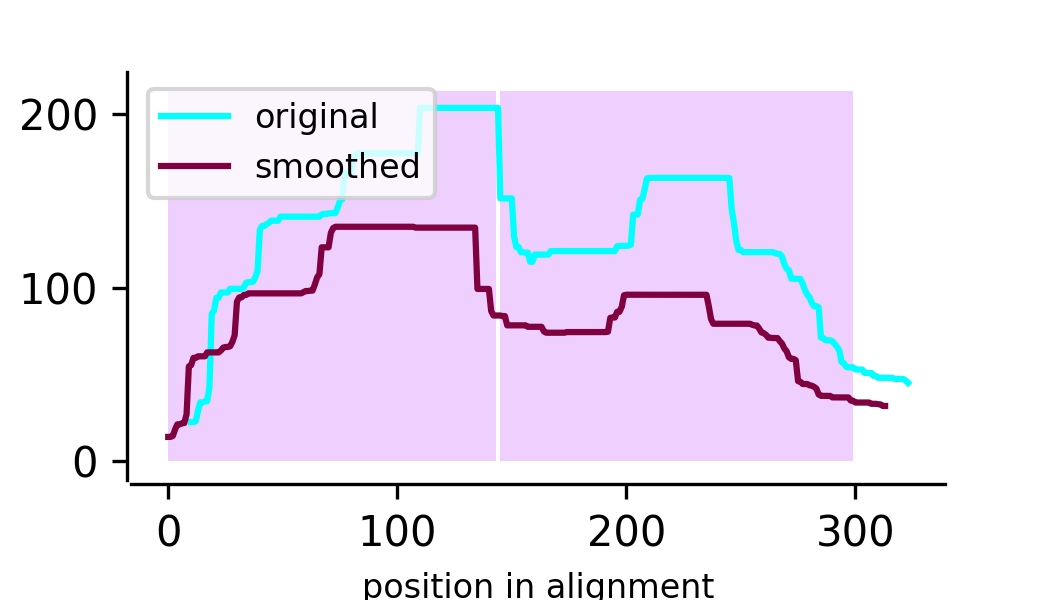 200
100
0
original
smoothed
0 100 200 300
position in alignment